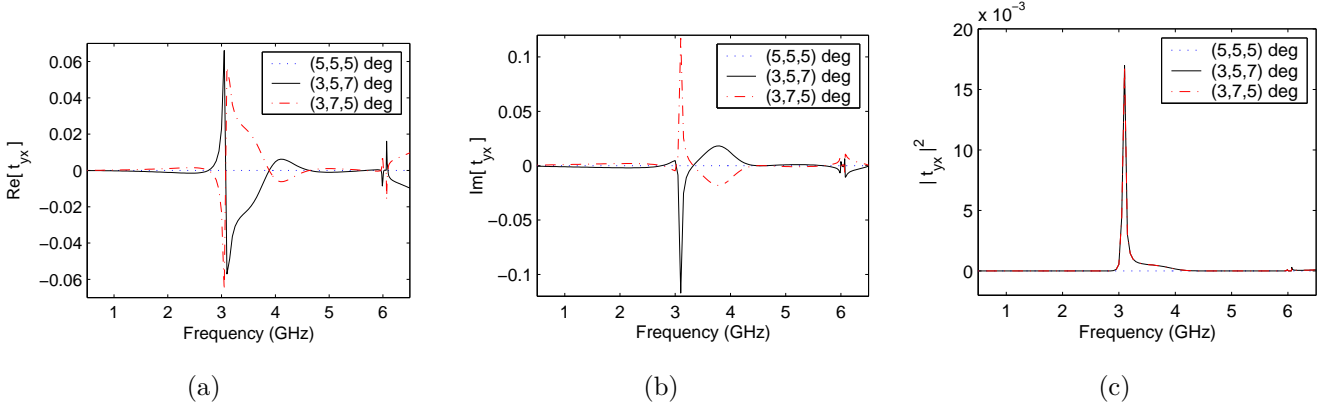 0.06
0.04
0.02
0
−0.02
−0.04
−0.06
Re[ t_yx ]
1 2 3 4 5 6
Frequency (GHz)
(5,5,5) deg
(3,5,7) deg
(3,7,5) deg
(a)
0.1
0.05
0
−0.05
−0.1
Im[ t_yx ]
1 2 3 4 5 6
Frequency (GHz)
(5,5,5) deg
(3,5,7) deg
(3,7,5) deg
(b)
20 x 10^−3
15
10
5
0
| t_yx |^2
1 2 3 4 5 6
Frequency (GHz)
(5,5,5) deg
(3,5,7) deg
(3,7,5) deg
(c)